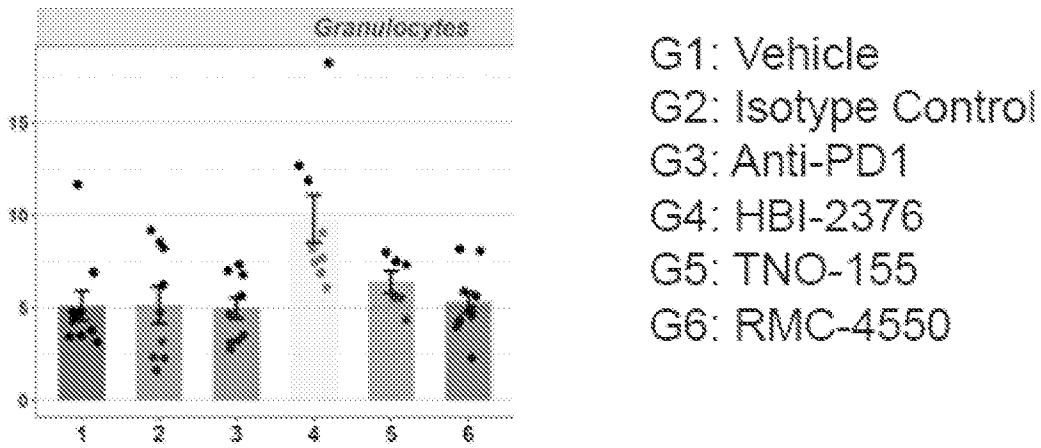 Granulocytes
15
10
5
0
1 2 3 4 5 6
G1: Vehicle
G2: Isotype Control
G3: Anti-PD1
G4: HBI-2376
G5: TNO-155
G6: RMC-4550